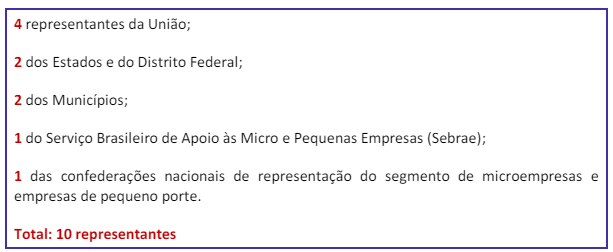 4 representantes da União;
2 dos Estados e do Distrito Federal;
2 dos Municípios;
1 do Serviço Brasileiro de Apoio às Micro e Pequenas Empresas (Sebrae);
1 das confederações nacionais de representação do segmento de microempresas e
empresas de pequeno porte.
Total: 10 representantes